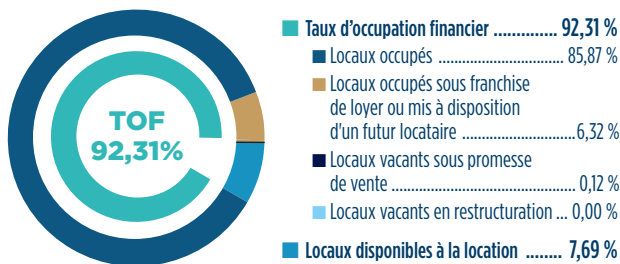 TOF
92,31%
Taux d'occupation financier ............. 92,31 %
Locaux occupés ............................ 85,87 %
Locaux occupés sous franchise
de loyer ou mis à disposition
d'un futur locataire ..........................6,32 %
Locaux vacants sous promesse
de vente ......................................... 0,12 %
Locaux vacants en restructuration ... 0,00 %
Locaux disponibles à la location ........ 7,69 %